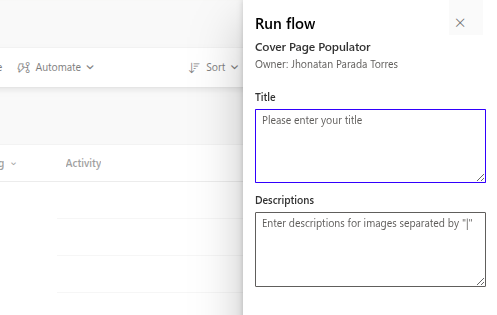 Run flow
Cover Page Populator
Owner: Jhonatan Parada Torres
Automate
Sort
Title
Please enter your title
Activity
Descriptions
Enter descriptions for images separated by "|"